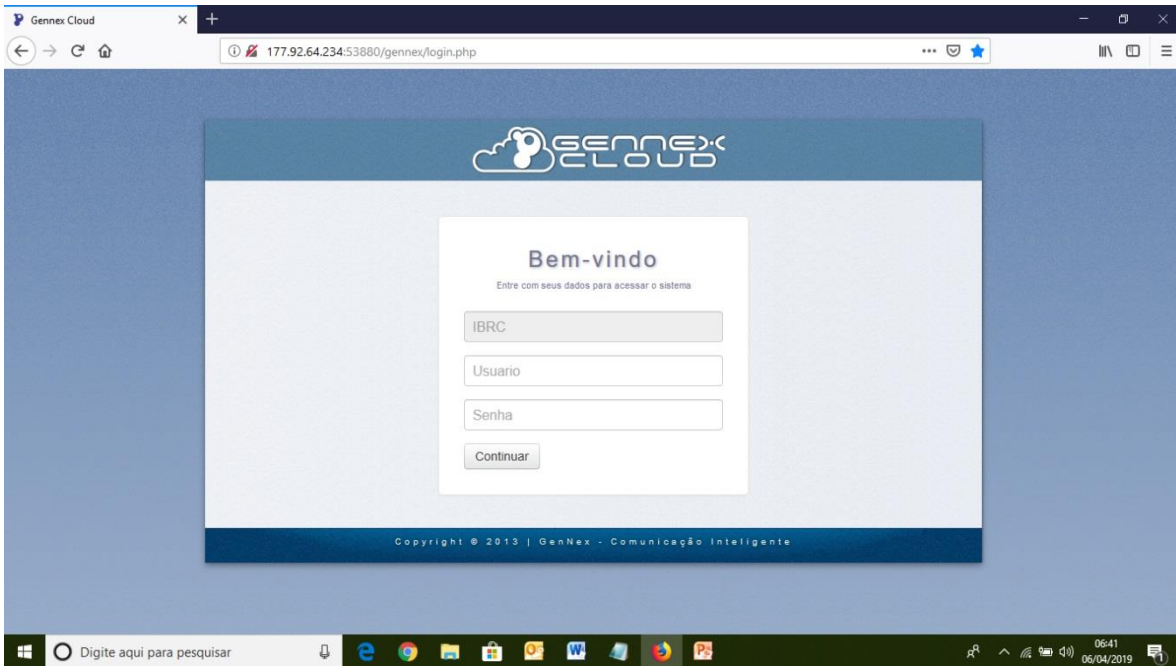 Gennex Cloud
177.92.64.234:53880/gennex/login.php
GENNEX
CLOUD
Bem-vindo
Entre com seus dados para acessar o sistema
IBRC
Usuario
Senha
Continuar
Copyright © 2013 | GenNex - Comunicação Inteligente
Digite aqui para pesquisar
06:41
06/04/2019